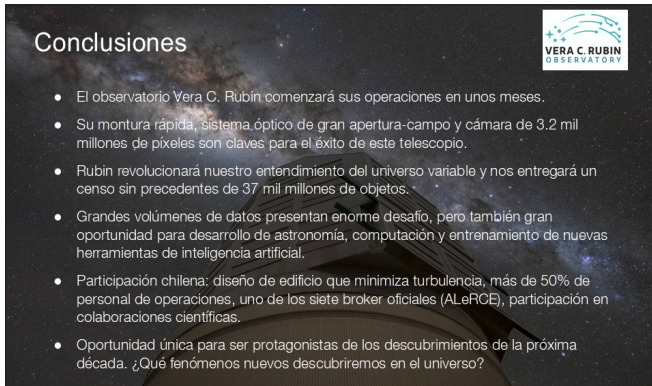 Conclusiones
VERA C. RUBIN
OBSERVATORY
● El observatorio Vera C. Rubin comenzará sus operaciones en unos meses.
● Su montura rápida, sistema óptico de gran apertura-campo y cámara de 3.2 mil
millones de píxeles son claves para el éxito de este telescopio.
● Rubin revolucionará nuestro entendimiento del universo variable y nos entregará un
censo sin precedentes de 37 mil millones de objetos.
● Grandes volúmenes de datos presentan enorme desafío, pero también gran
oportunidad para desarrollo de astronomía, computación y entrenamiento de nuevas
herramientas de inteligencia artificial.
● Participación chilena: diseño de edificio que minimiza turbulencia, más de 50% de
personal de operaciones, uno de los siete broker oficiales (ALeRCE), participación en
colaboraciones científicas.
● Oportunidad única para ser protagonistas de los descubrimientos de la próxima
década. ¿Qué fenómenos nuevos descubriremos en el universo?